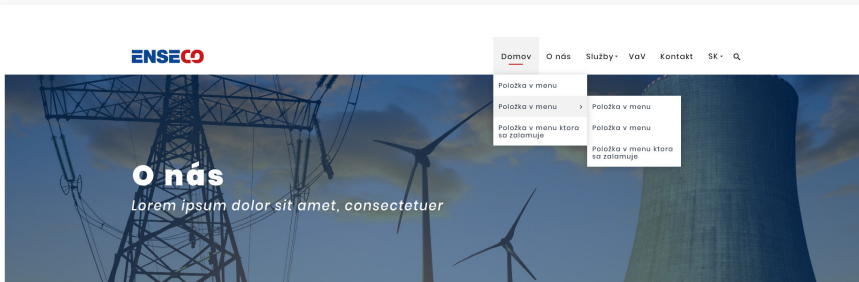 ENSECO
Domov O nás Služby VaV Kontakt SK
Položka v menu
Položka v menu
Položka v menu ktora
sa zalamuje
Položka v menu
Položka v menu
Položka v menu ktora
sa zalamuje
O nás
Lorem ipsum dolor sit amet, consectetuer